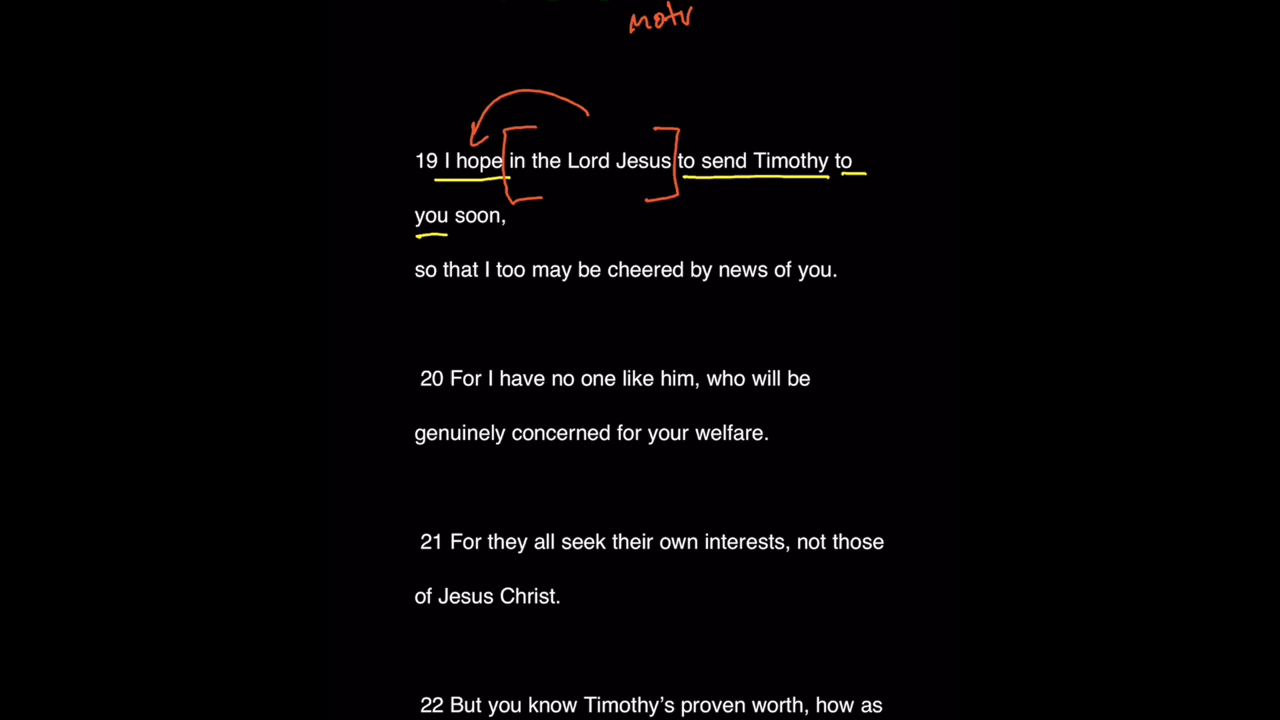 motv
19 I hope in the Lord Jesus to send Timothy to
you soon,
so that I too may be cheered by news of you.
20 For I have no one like him, who will be
genuinely concerned for your welfare.
21 For they all seek their own interests, not those
of Jesus Christ.
22 But you know Timothy’s proven worth, how as